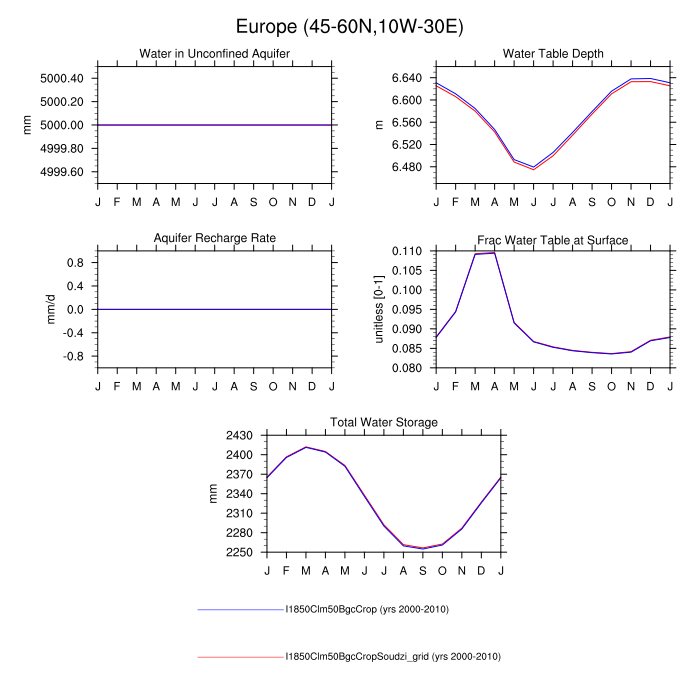 Europe (45-60N,10W-30E)
Water in Unconfined Aquifer
5000.40
5000.20
5000.00
4999.80
4999.60
mm
J F M A M J J A S O N D J
Water Table Depth
6.640
6.600
6.560
6.520
6.480
m
J F M A M J J A S O N D J
Aquifer Recharge Rate
0.8
0.4
0.0
-0.4
-0.8
mm/d
J F M A M J J A S O N D J
Frac Water Table at Surface
0.110
0.105
0.100
0.095
0.090
0.085
0.080
unitless [0-1]
J F M A M J J A S O N D J
Total Water Storage
2430
2400
2370
2340
2310
2280
2250
mm
J F M A M J J A S O N D J
I1850Clm50BgcCrop (yrs 2000-2010)
I1850Clm50BgcCropSoudzi_grid (yrs 2000-2010)